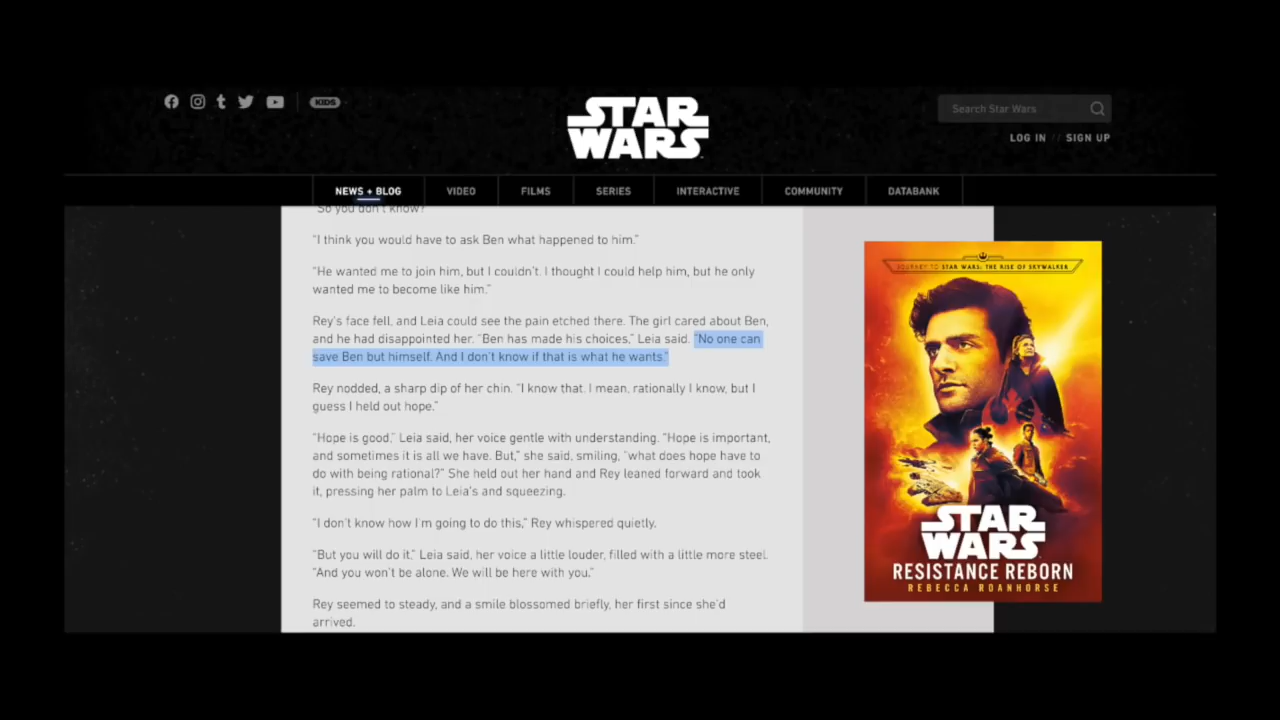 KIDS
STAR
WARS
Search Star Wars
LOG IN // SIGN UP
NEWS + BLOG
VIDEO
FILMS
SERIES
INTERACTIVE
COMMUNITY
DATABANK
"So you don't know?"
"I think you would have to ask Ben what happened to him."
"He wanted me to join him, but I couldn't. I thought I could help him, but he only
wanted me to become like him."
Rey's face fell, and Leia could see the pain etched there. The girl cared about Ben,
and he had disappointed her. "Ben has made his choices," Leia said. "No one can
save Ben but himself. And I don't know if that is what he wants."
Rey nodded, a sharp dip of her chin. "I know that. I mean, rationally I know, but I
guess I held out hope."
"Hope is good," Leia said, her voice gentle with understanding. "Hope is important,
and sometimes it is all we have. But," she said, smiling, "what does hope have to
do with being rational?" She held out her hand and Rey leaned forward and took
it, pressing her palm to Leia's and squeezing.
"I don't know how I'm going to do this," Rey whispered quietly.
"But you will do it," Leia said, her voice a little louder, filled with a little more steel.
"And you won't be alone. We will be here with you."
Rey seemed to steady, and a smile blossomed briefly, her first since she'd
arrived.
JOURNEY TO STAR WARS: THE RISE OF SKYWALKER
STAR
WARS
RESISTANCE REBORN
REBECCA ROANHORSE